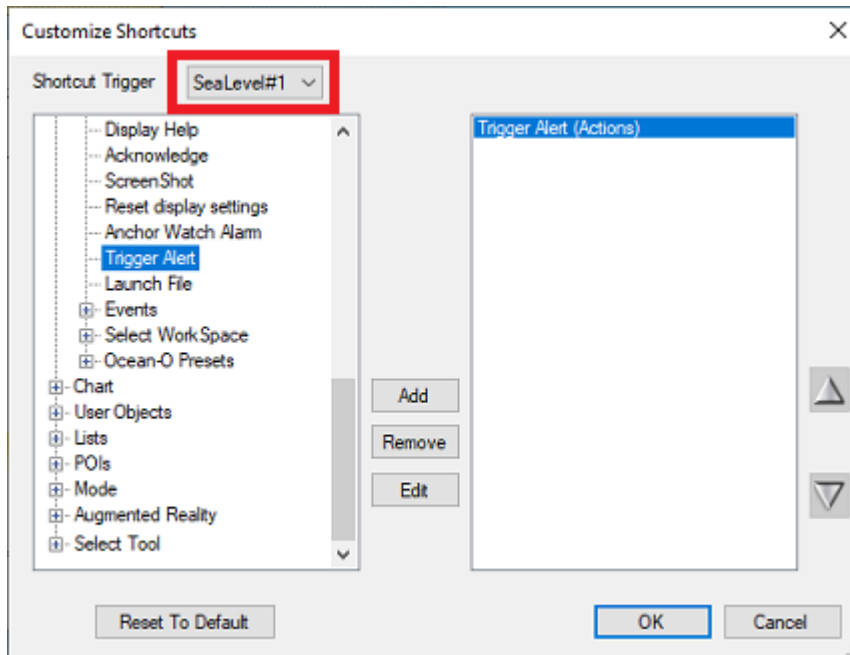 Customize Shortcuts
Shortcut Trigger
SeaLevel#1
Display Help
Acknowledge
ScreenShot
Reset display settings
Anchor Watch Alarm
Trigger Alert
Launch File
Events
Select WorkSpace
Ocean-O Presets
Chart
User Objects
Lists
POIs
Mode
Augmented Reality
Select Tool
Add
Remove
Edit
Trigger Alert (Actions)
Reset To Default
OK
Cancel